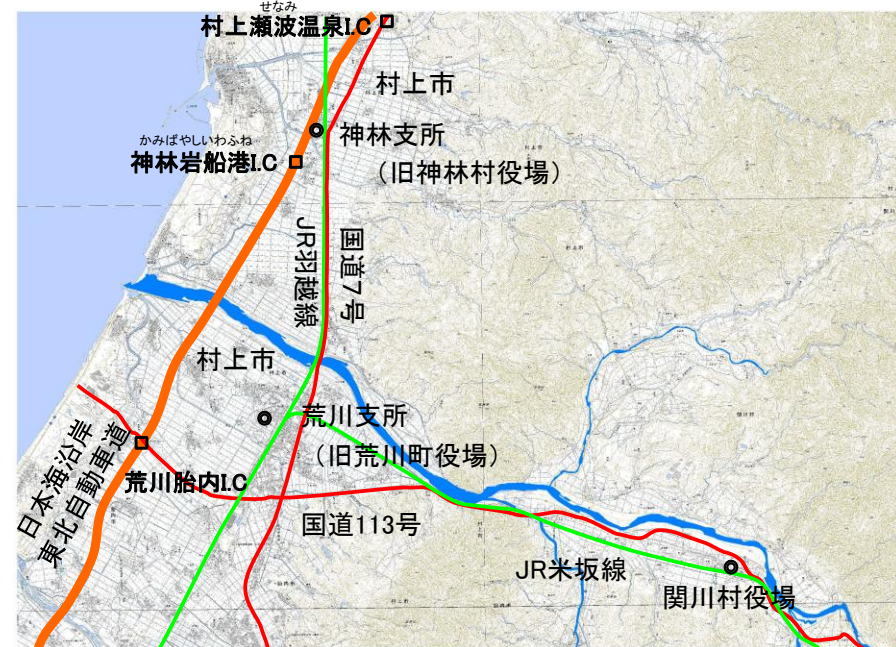 せなみ
村上瀬波温泉I.C
村上市
かみばやしいわふね
神林支所
神林岩船港I.C
（旧神林村役場）
JR羽越線
国道7号
村上市
荒川支所
（旧荒川町役場）
日本海沿岸
東北自動車道
荒川胎内I.C
国道113号
JR米坂線
関川村役場